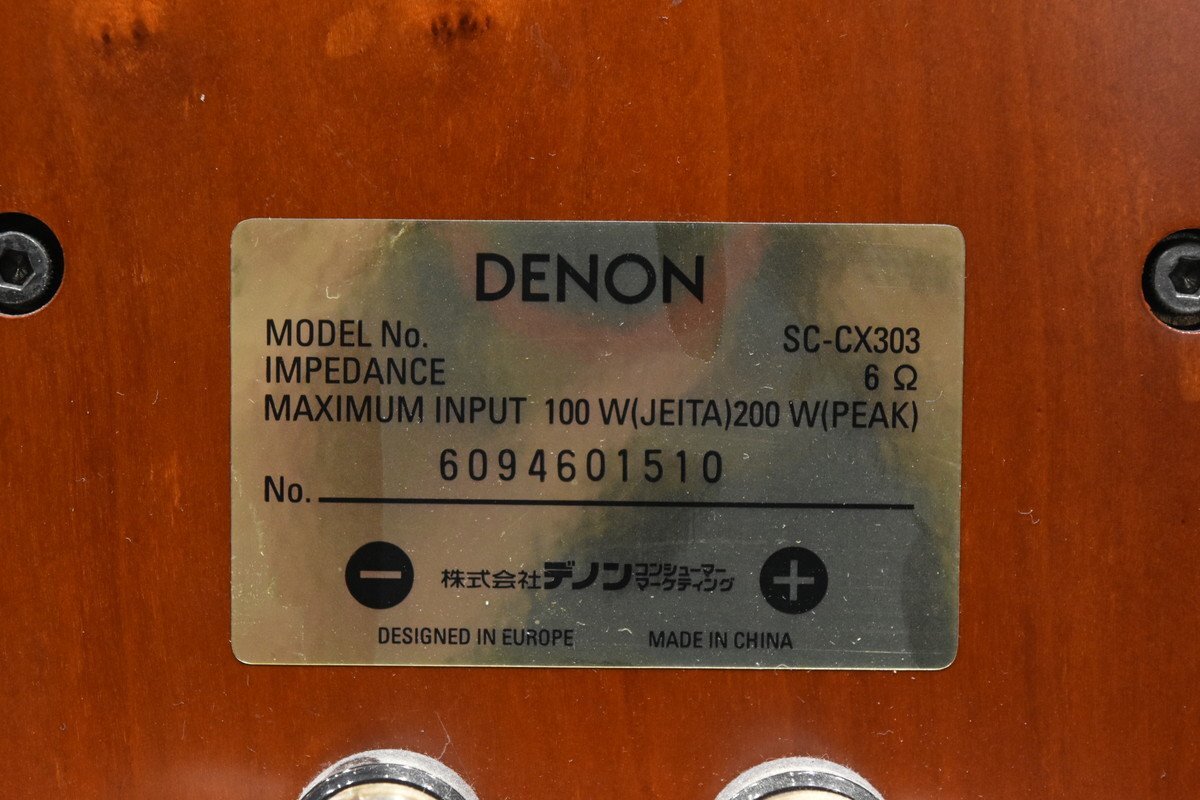 DENON
MODEL No. SC-CX303
IMPEDANCE 6 Ω
MAXIMUM INPUT 100 W(JEITA)200 W(PEAK)
6094601510
No.
− 株式会社デノン コンシューマー マーケティング +
DESIGNED IN EUROPE MADE IN CHINA